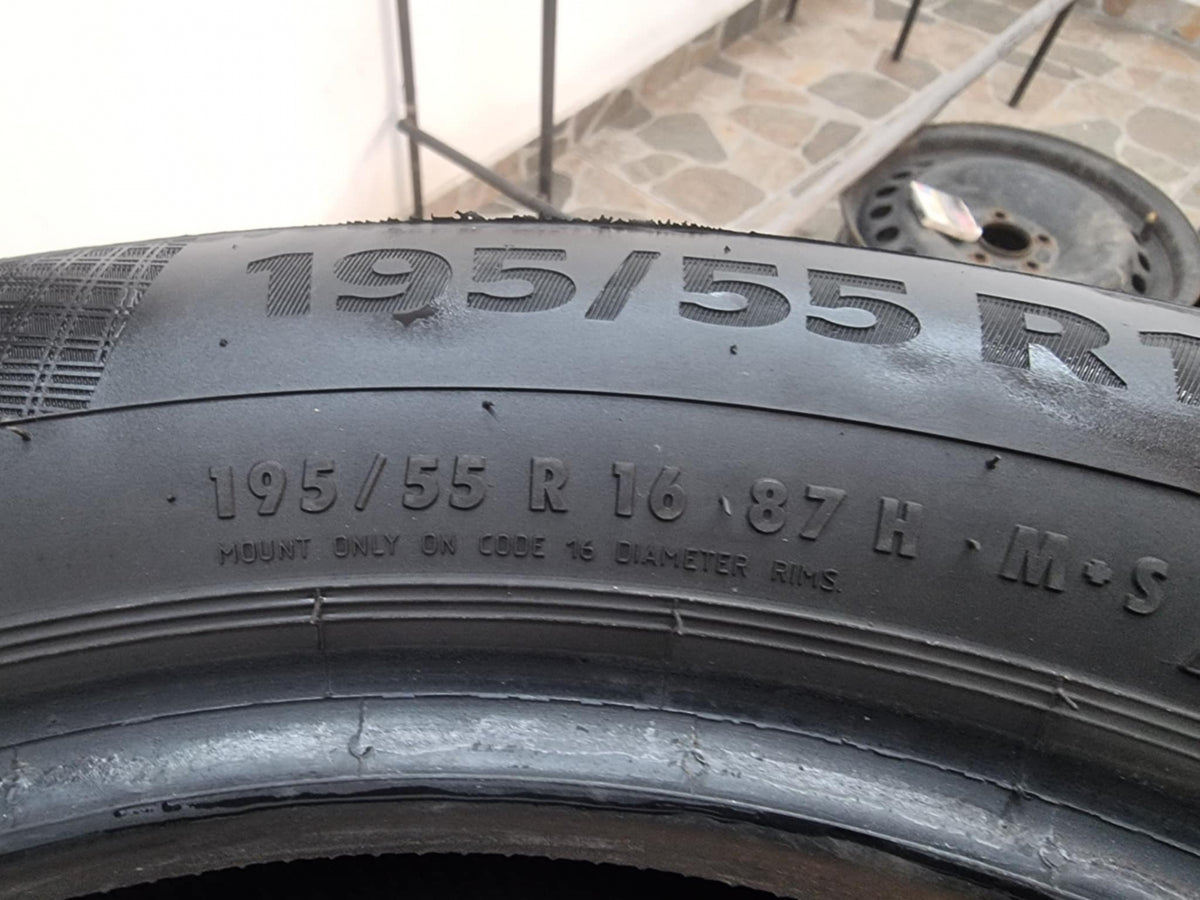 195/55 R1
195/55 R 16 87 H · M+S
MOUNT ONLY ON CODE 16 DIAMETER RIMS.